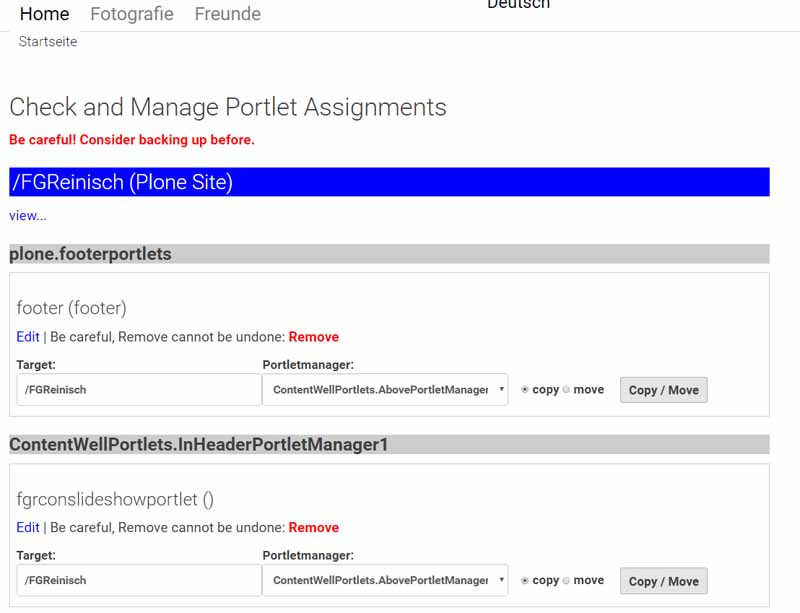 Deutsch
Home Fotografie Freunde
Startseite
Check and Manage Portlet Assignments
Be careful! Consider backing up before.
/FGReinisch (Plone Site)
view...
plone.footerportlets
footer (footer)
Edit | Be careful, Remove cannot be undone: Remove
Target: Portletmanager:
/FGReinisch ContentWellPortlets.AbovePortletManager copy move Copy / Move
ContentWellPortlets.InHeaderPortletManager1
fgrconslideshowportlet ()
Edit | Be careful, Remove cannot be undone: Remove
Target: Portletmanager:
/FGReinisch ContentWellPortlets.AbovePortletManager copy move Copy / Move